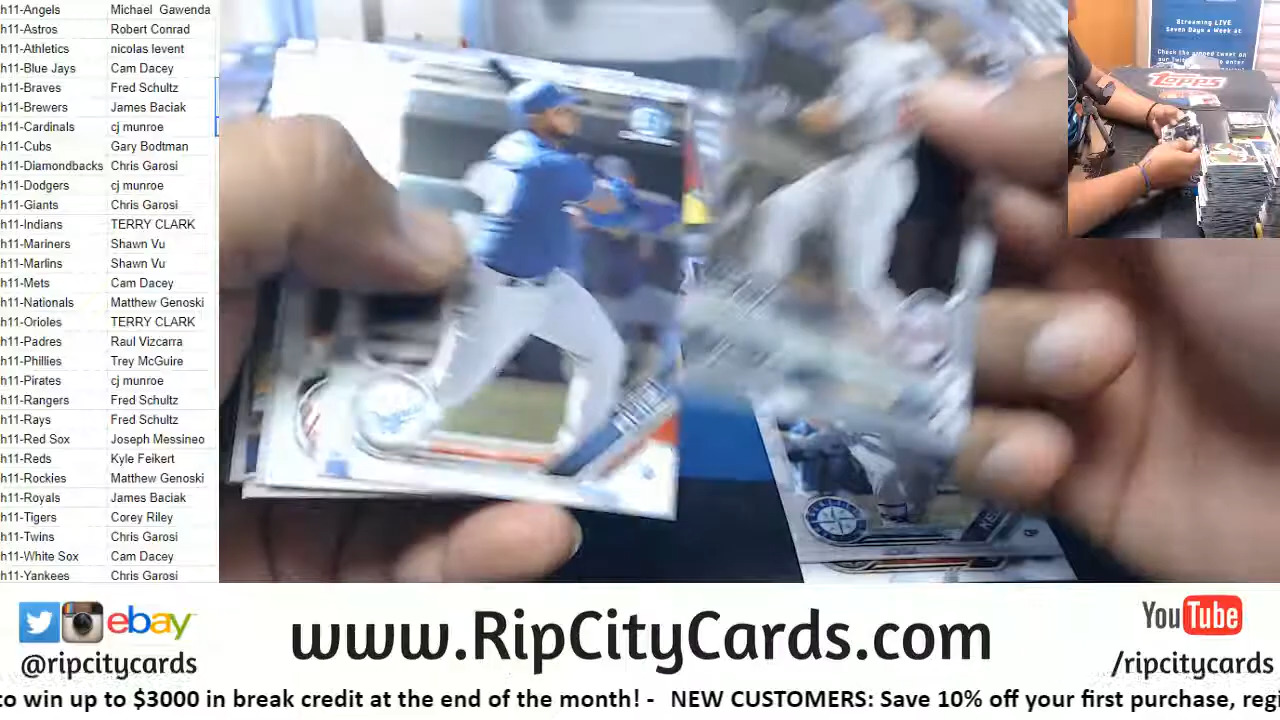 h11-Angels Michael Gawenda
h11-Astros Robert Conrad
h11-Athletics nicolas levent
h11-Blue Jays Cam Dacey
h11-Braves Fred Schultz
h11-Brewers James Baciak
h11-Cardinals cj munroe
h11-Cubs Gary Bodtman
h11-Diamondbacks Chris Garosi
h11-Dodgers cj munroe
h11-Giants Chris Garosi
h11-Indians TERRY CLARK
h11-Mariners Shawn Vu
h11-Marlins Shawn Vu
h11-Mets Cam Dacey
h11-Nationals Matthew Genoski
h11-Orioles TERRY CLARK
h11-Padres Raul Vizcarra
h11-Phillies Trey McGuire
h11-Pirates cj munroe
h11-Rangers Fred Schultz
h11-Rays Fred Schultz
h11-Red Sox Joseph Messineo
h11-Reds Kyle Feikert
h11-Rockies Matthew Genoski
h11-Royals James Baciak
h11-Tigers Corey Riley
h11-Twins Chris Garosi
h11-White Sox Cam Dacey
h11-Yankees Chris Garosi
Streaming LIVE
Seven Days a Week at
Topps
ebay
@ripcitycards
www.RipCityCards.com
YouTube
/ripcitycards
to win up to $3000 in break credit at the end of the month! - NEW CUSTOMERS: Save 10% off your first purchase, regi